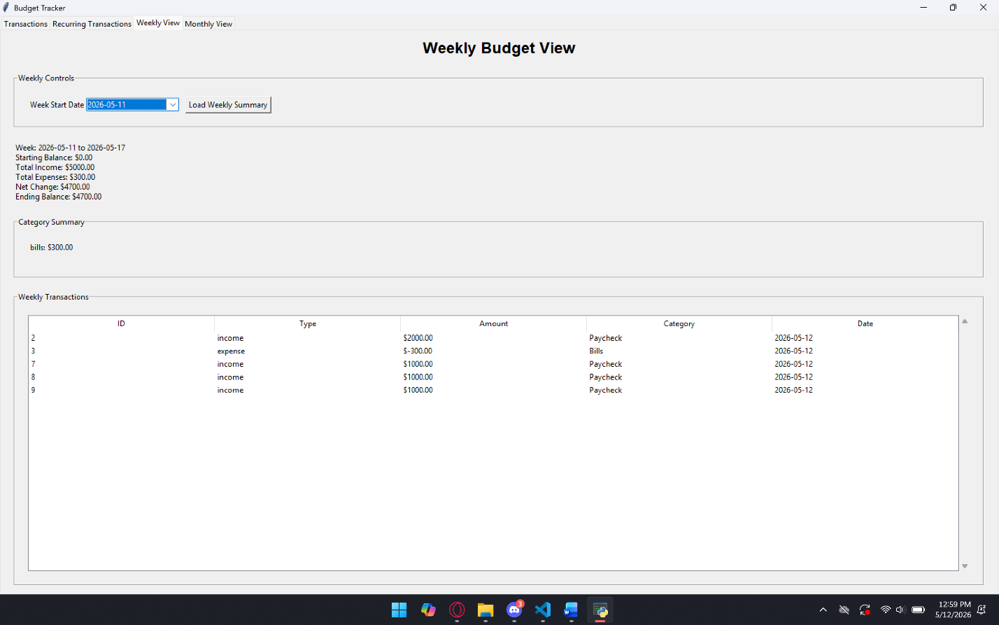 Budget Tracker
Transactions Recurring Transactions Weekly View Monthly View
Weekly Budget View
Weekly Controls
Week Start Date 2026-05-11 Load Weekly Summary
Week: 2026-05-11 to 2026-05-17
Starting Balance: $0.00
Total Income: $5000.00
Total Expenses: $300.00
Net Change: $4700.00
Ending Balance: $4700.00
Category Summary
bills: $300.00
Weekly Transactions
ID Type Amount Category Date
2 income $2000.00 Paycheck 2026-05-12
3 expense $-300.00 Bills 2026-05-12
7 income $1000.00 Paycheck 2026-05-12
8 income $1000.00 Paycheck 2026-05-12
9 income $1000.00 Paycheck 2026-05-12
3
12:59 PM
5/12/2026